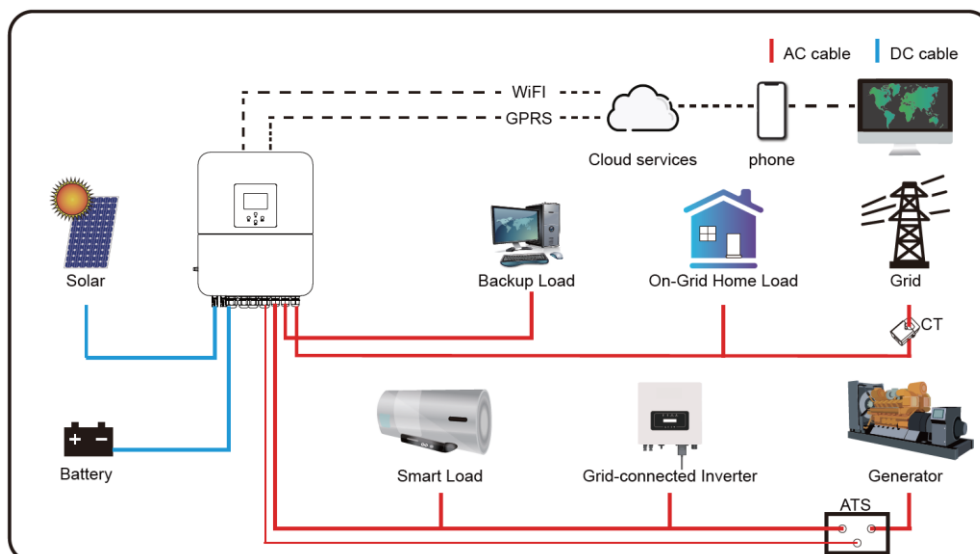 AC cable
DC cable
WiFI
GPRS
Cloud services
phone
Solar
Backup Load
On-Grid Home Load
Grid
CT
+ −
Battery
Smart Load
Grid-connected Inverter
Generator
ATS